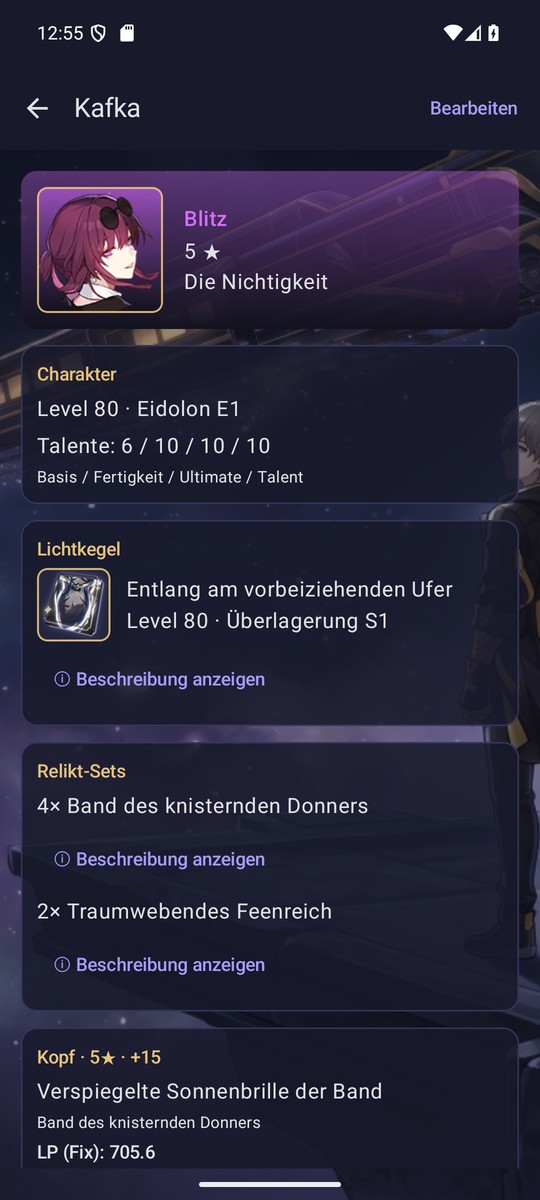 12:55
Kafka
Bearbeiten
Blitz
5 ★
Die Nichtigkeit
Charakter
Level 80 · Eidolon E1
Talente: 6 / 10 / 10 / 10
Basis / Fertigkeit / Ultimate / Talent
Lichtkegel
Entlang am vorbeiziehenden Ufer
Level 80 · Überlagerung S1
ⓘ Beschreibung anzeigen
Relikt-Sets
4× Band des knisternden Donners
ⓘ Beschreibung anzeigen
2× Traumwebendes Feenreich
ⓘ Beschreibung anzeigen
Kopf · 5★ · +15
Verspiegelte Sonnenbrille der Band
Band des knisternden Donners
LP (Fix): 705.6